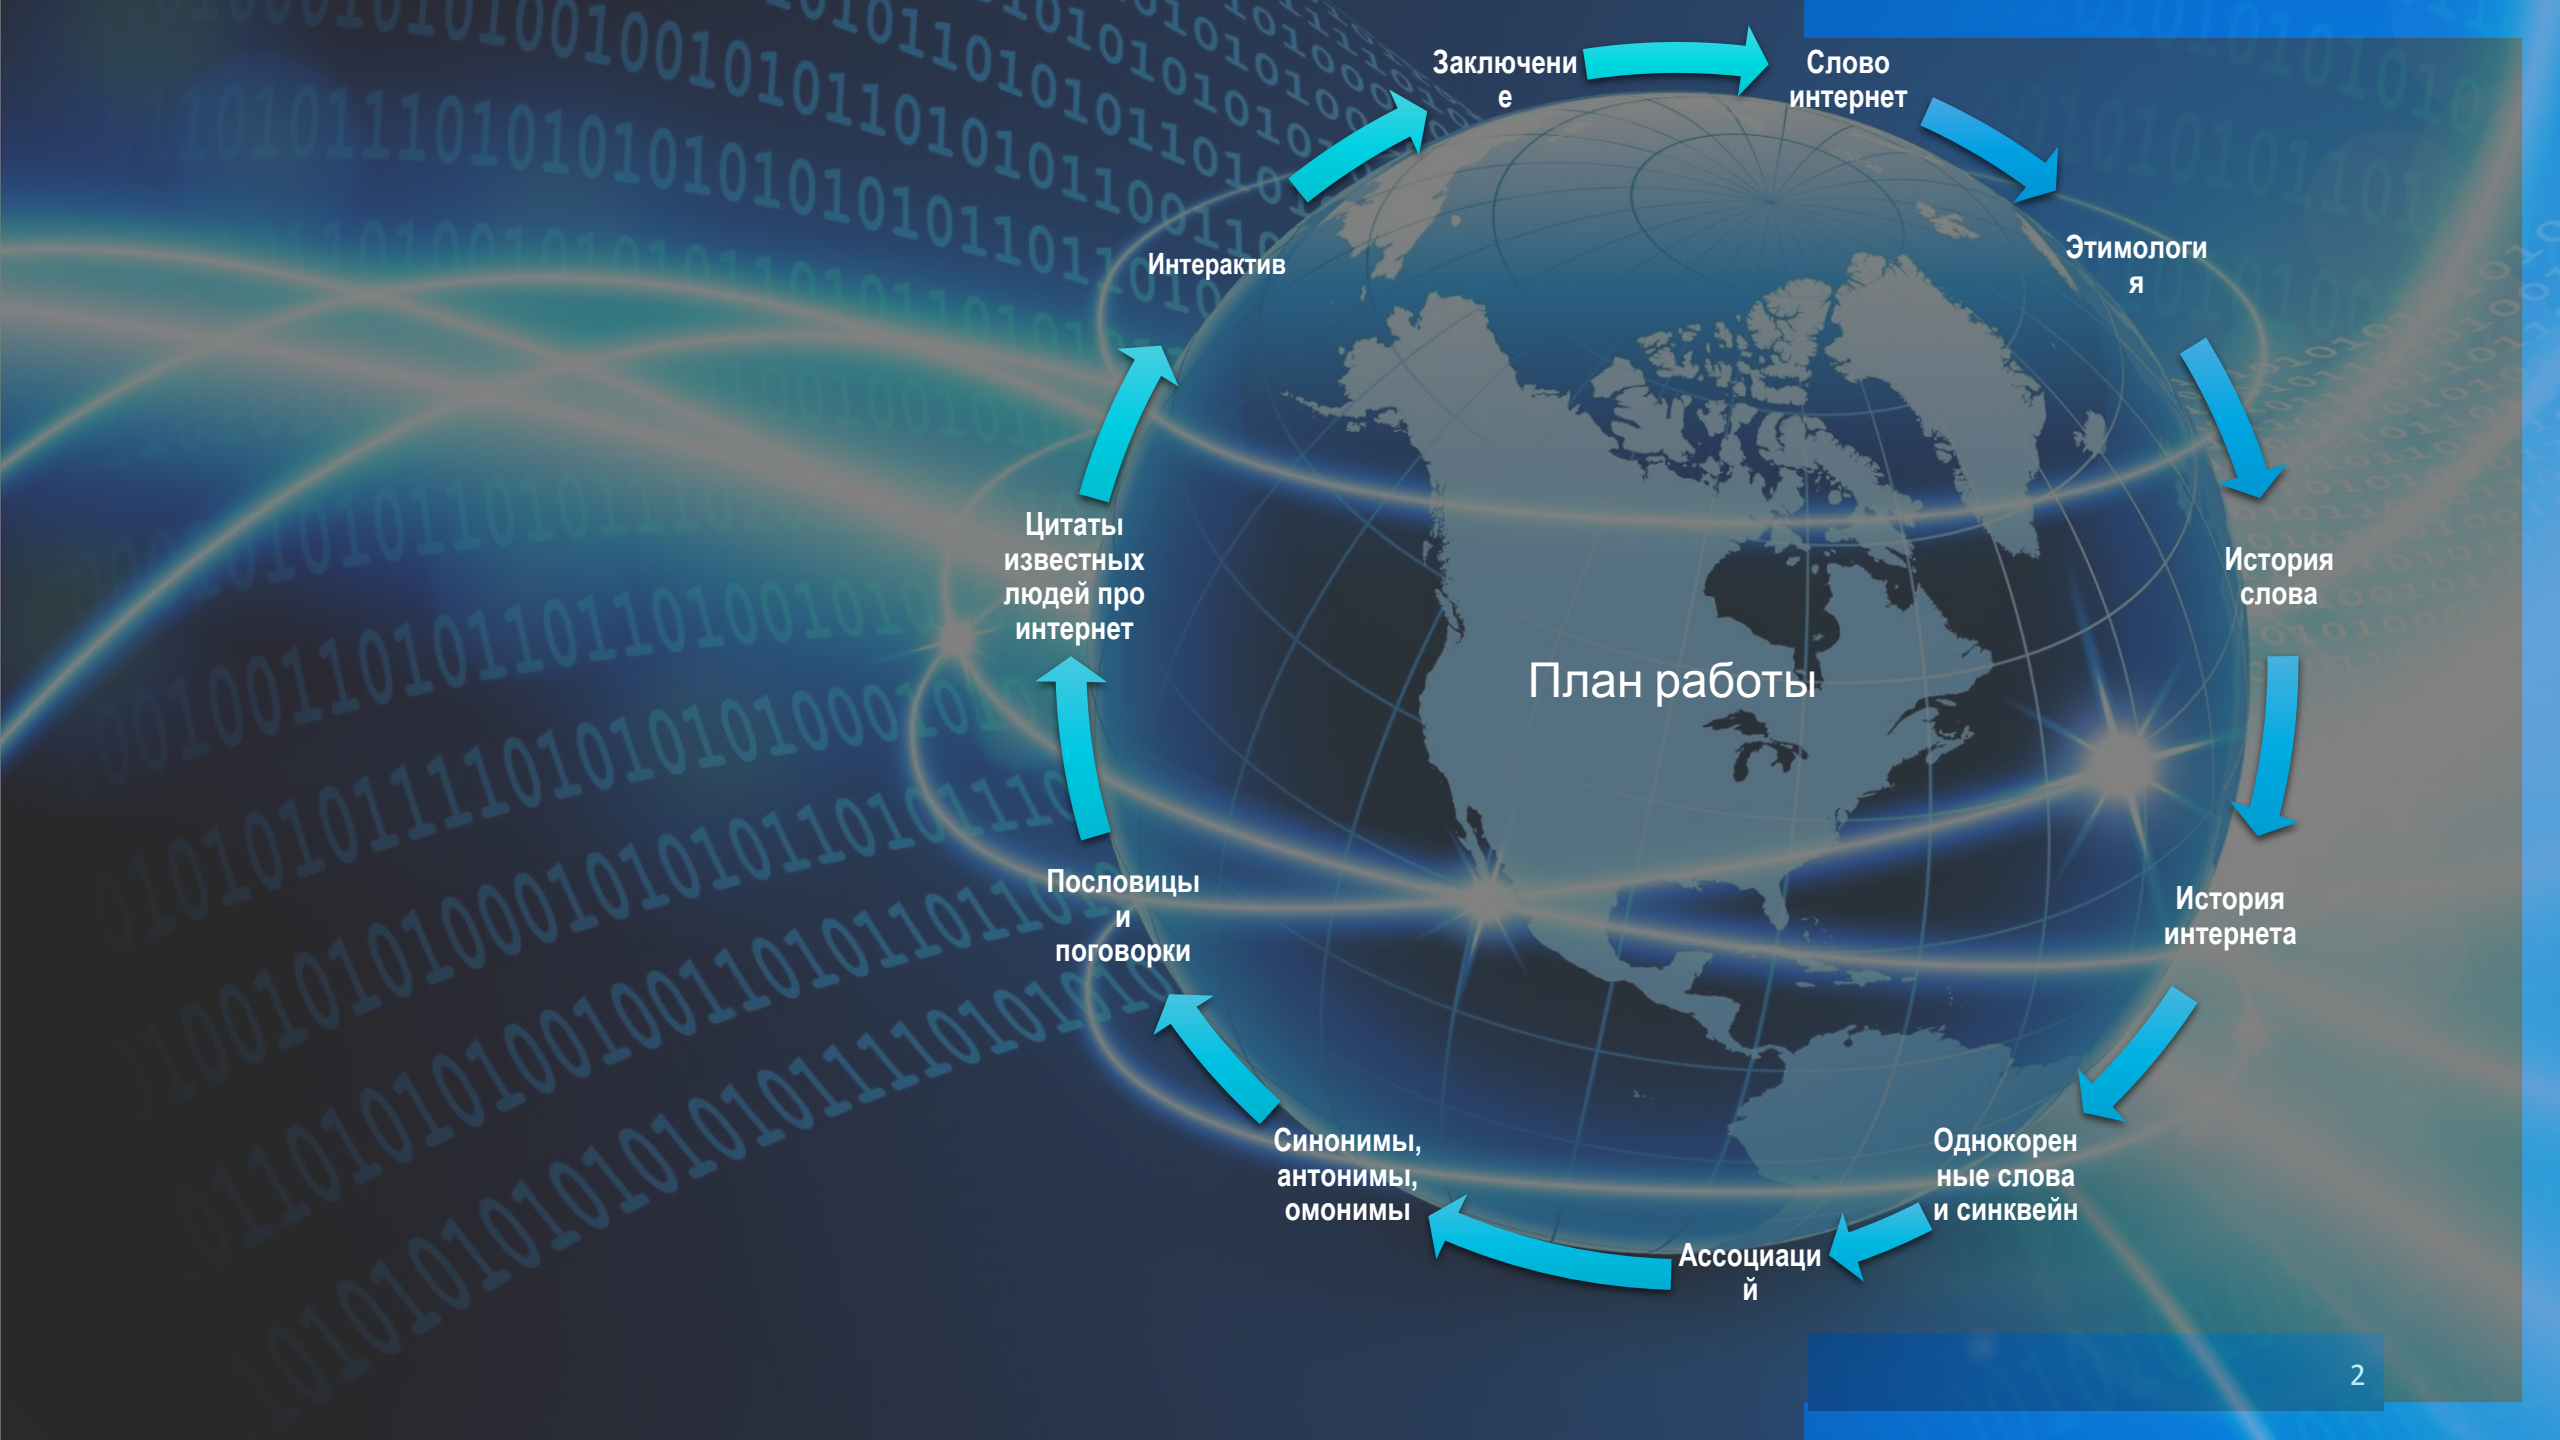 Слово
интернет
Этимологи
я
История
слова
История
интернета
Однокорен
ные слова
и синквейн
Ассоциаци
й
Синонимы,
антонимы,
омонимы
Пословицы
и
поговорки
Цитаты
известных
людей про
интернет
Интерактив
Заключени
е
План работы
2